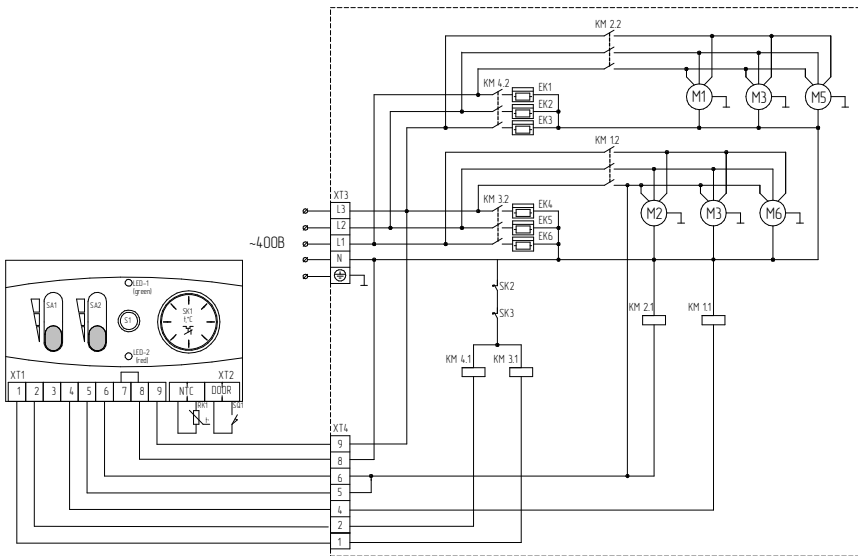 KM 2.2
KM 4.2
EK1
EK2
EK3
M1
M3
M5
KM 1.2
XT3
L3
L2
L1
N
~400В
KM 3.2
EK4
EK5
EK6
M2
M3
M6
LED-1
(green)
SA1
SA2
S1
SK1
t,°C
LED-2
(red)
SK2
SK3
KM 2.1
KM 1.1
KM 4.1
KM 3.1
XT1
XT2
1 2 3 4 5 6 7 8 9 NTC DOOR
RK1
t°
SQ1
XT4
9
8
6
5
4
2
1